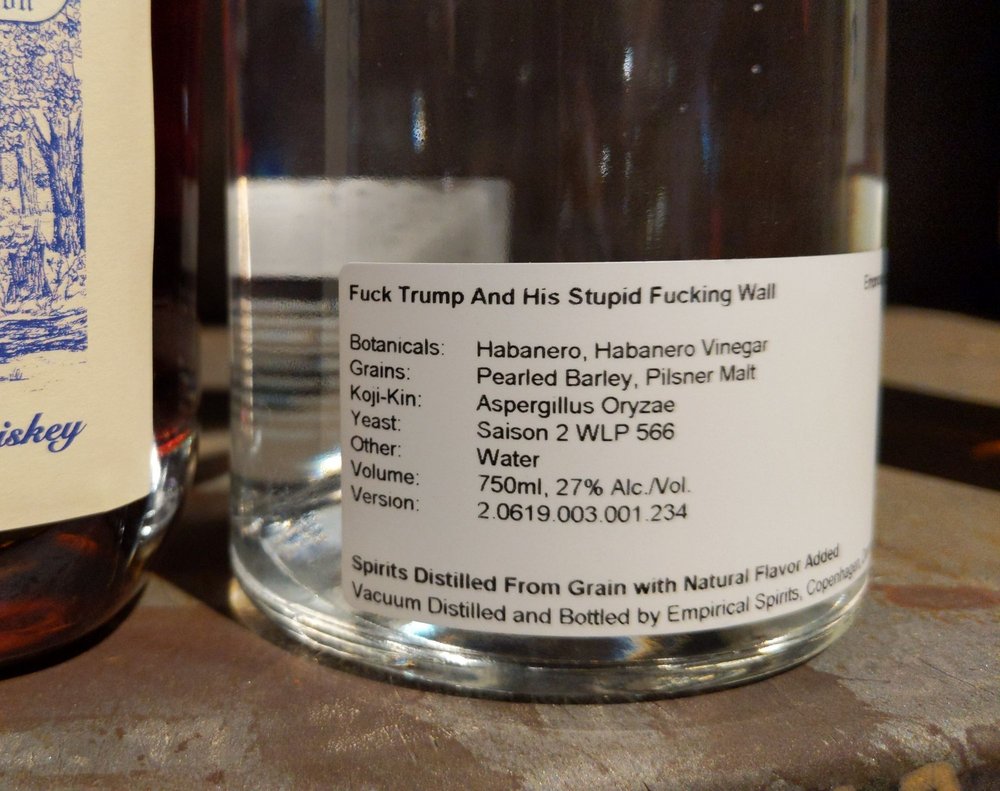 Fuck Trump And His Stupid Fucking Wall
Botanicals: Habanero, Habanero Vinegar
Grains: Pearled Barley, Pilsner Malt
Koji-Kin: Aspergillus Oryzae
Yeast: Saison 2 WLP 566
Other: Water
Volume: 750ml, 27% Alc./Vol.
Version: 2.0619.003.001.234
Spirits Distilled From Grain with Natural Flavor Added
Vacuum Distilled and Bottled by Empirical Spirits, Copenhagen,